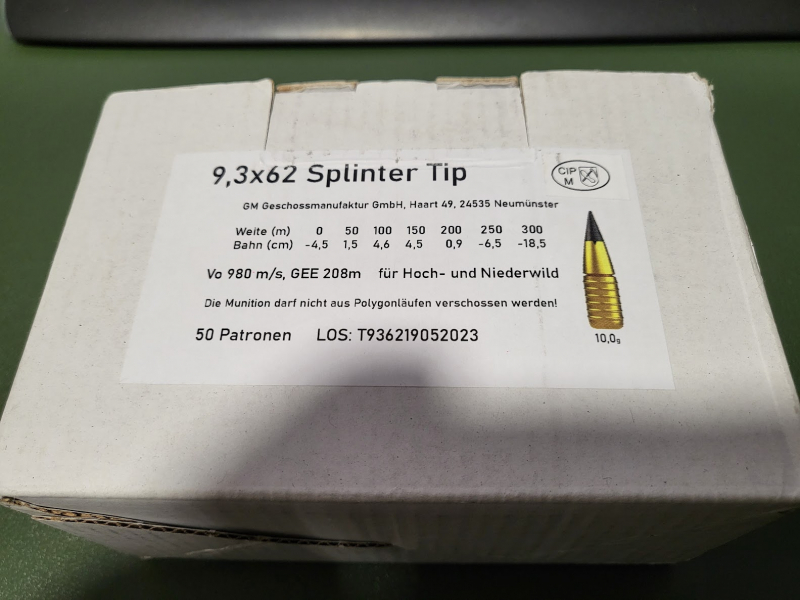 9,3x62 Splinter Tip
CIP
M
GM Geschossmanufaktur GmbH, Haart 49, 24535 Neumünster
Weite (m) 0 50 100 150 200 250 300
Bahn (cm) -4,5 1,5 4,6 4,5 0,9 -6,5 -18,5
Vo 980 m/s, GEE 208m für Hoch- und Niederwild
Die Munition darf nicht aus Polygonläufen verschossen werden!
50 Patronen LOS: T936219052023
10,0g